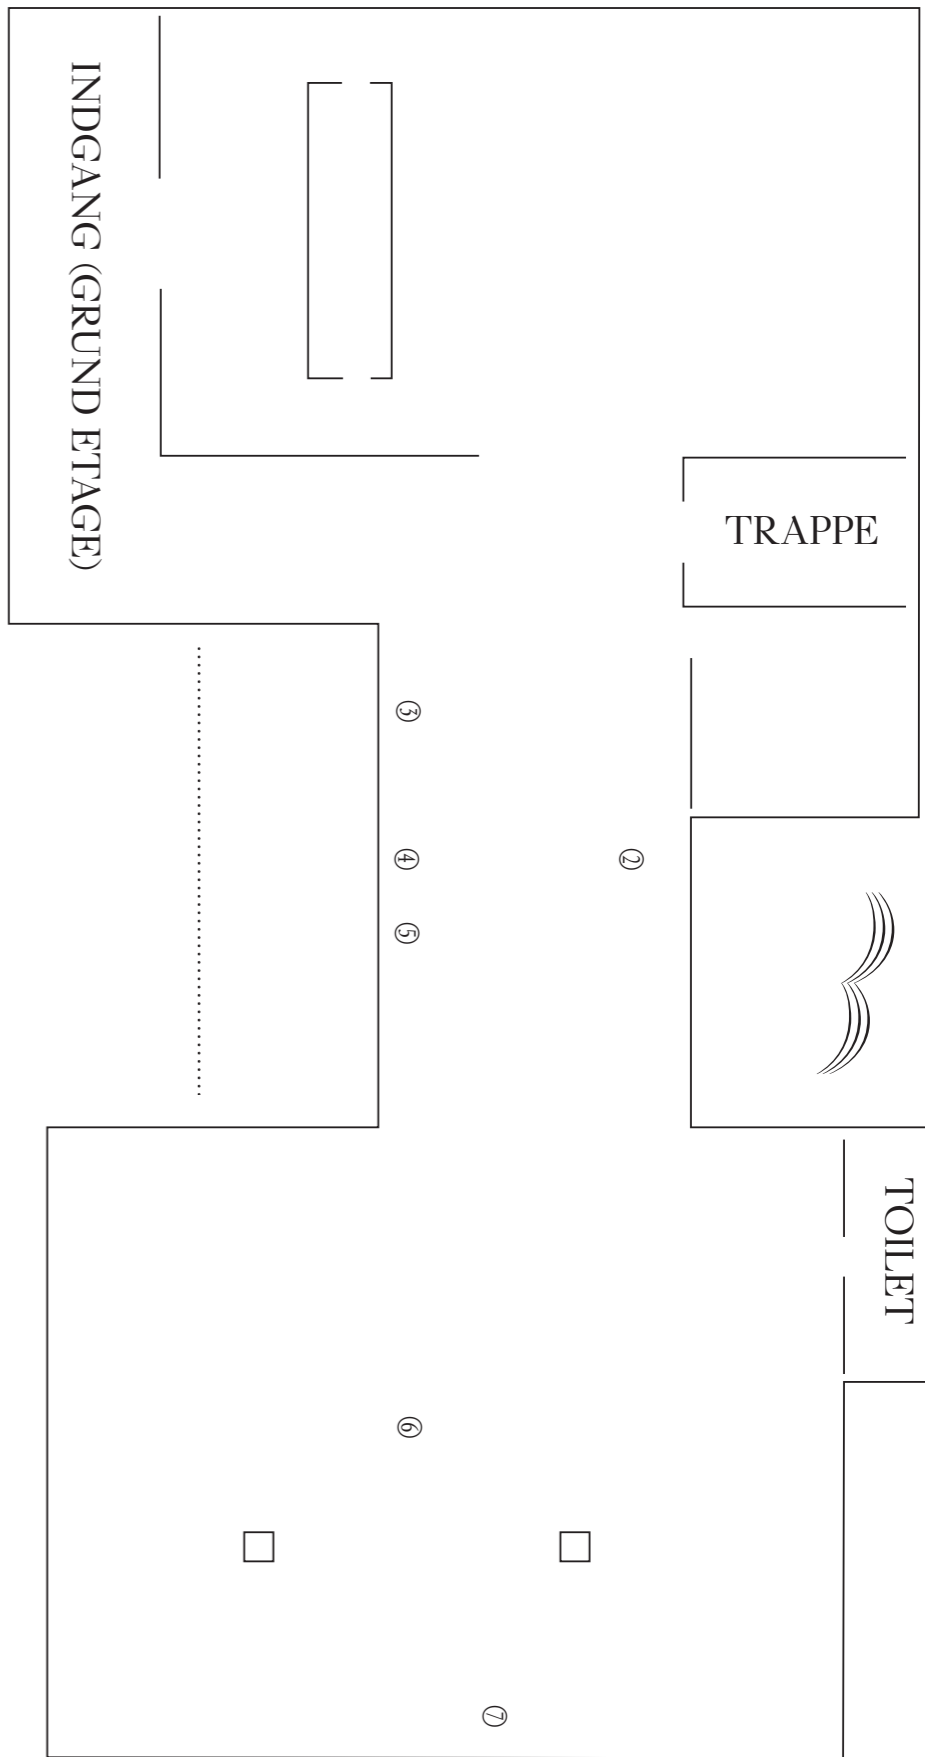 INDGANG (GRUND ETAGE)
TRAPPE
③
②
④
⑤
TOILET
⑥
⑦